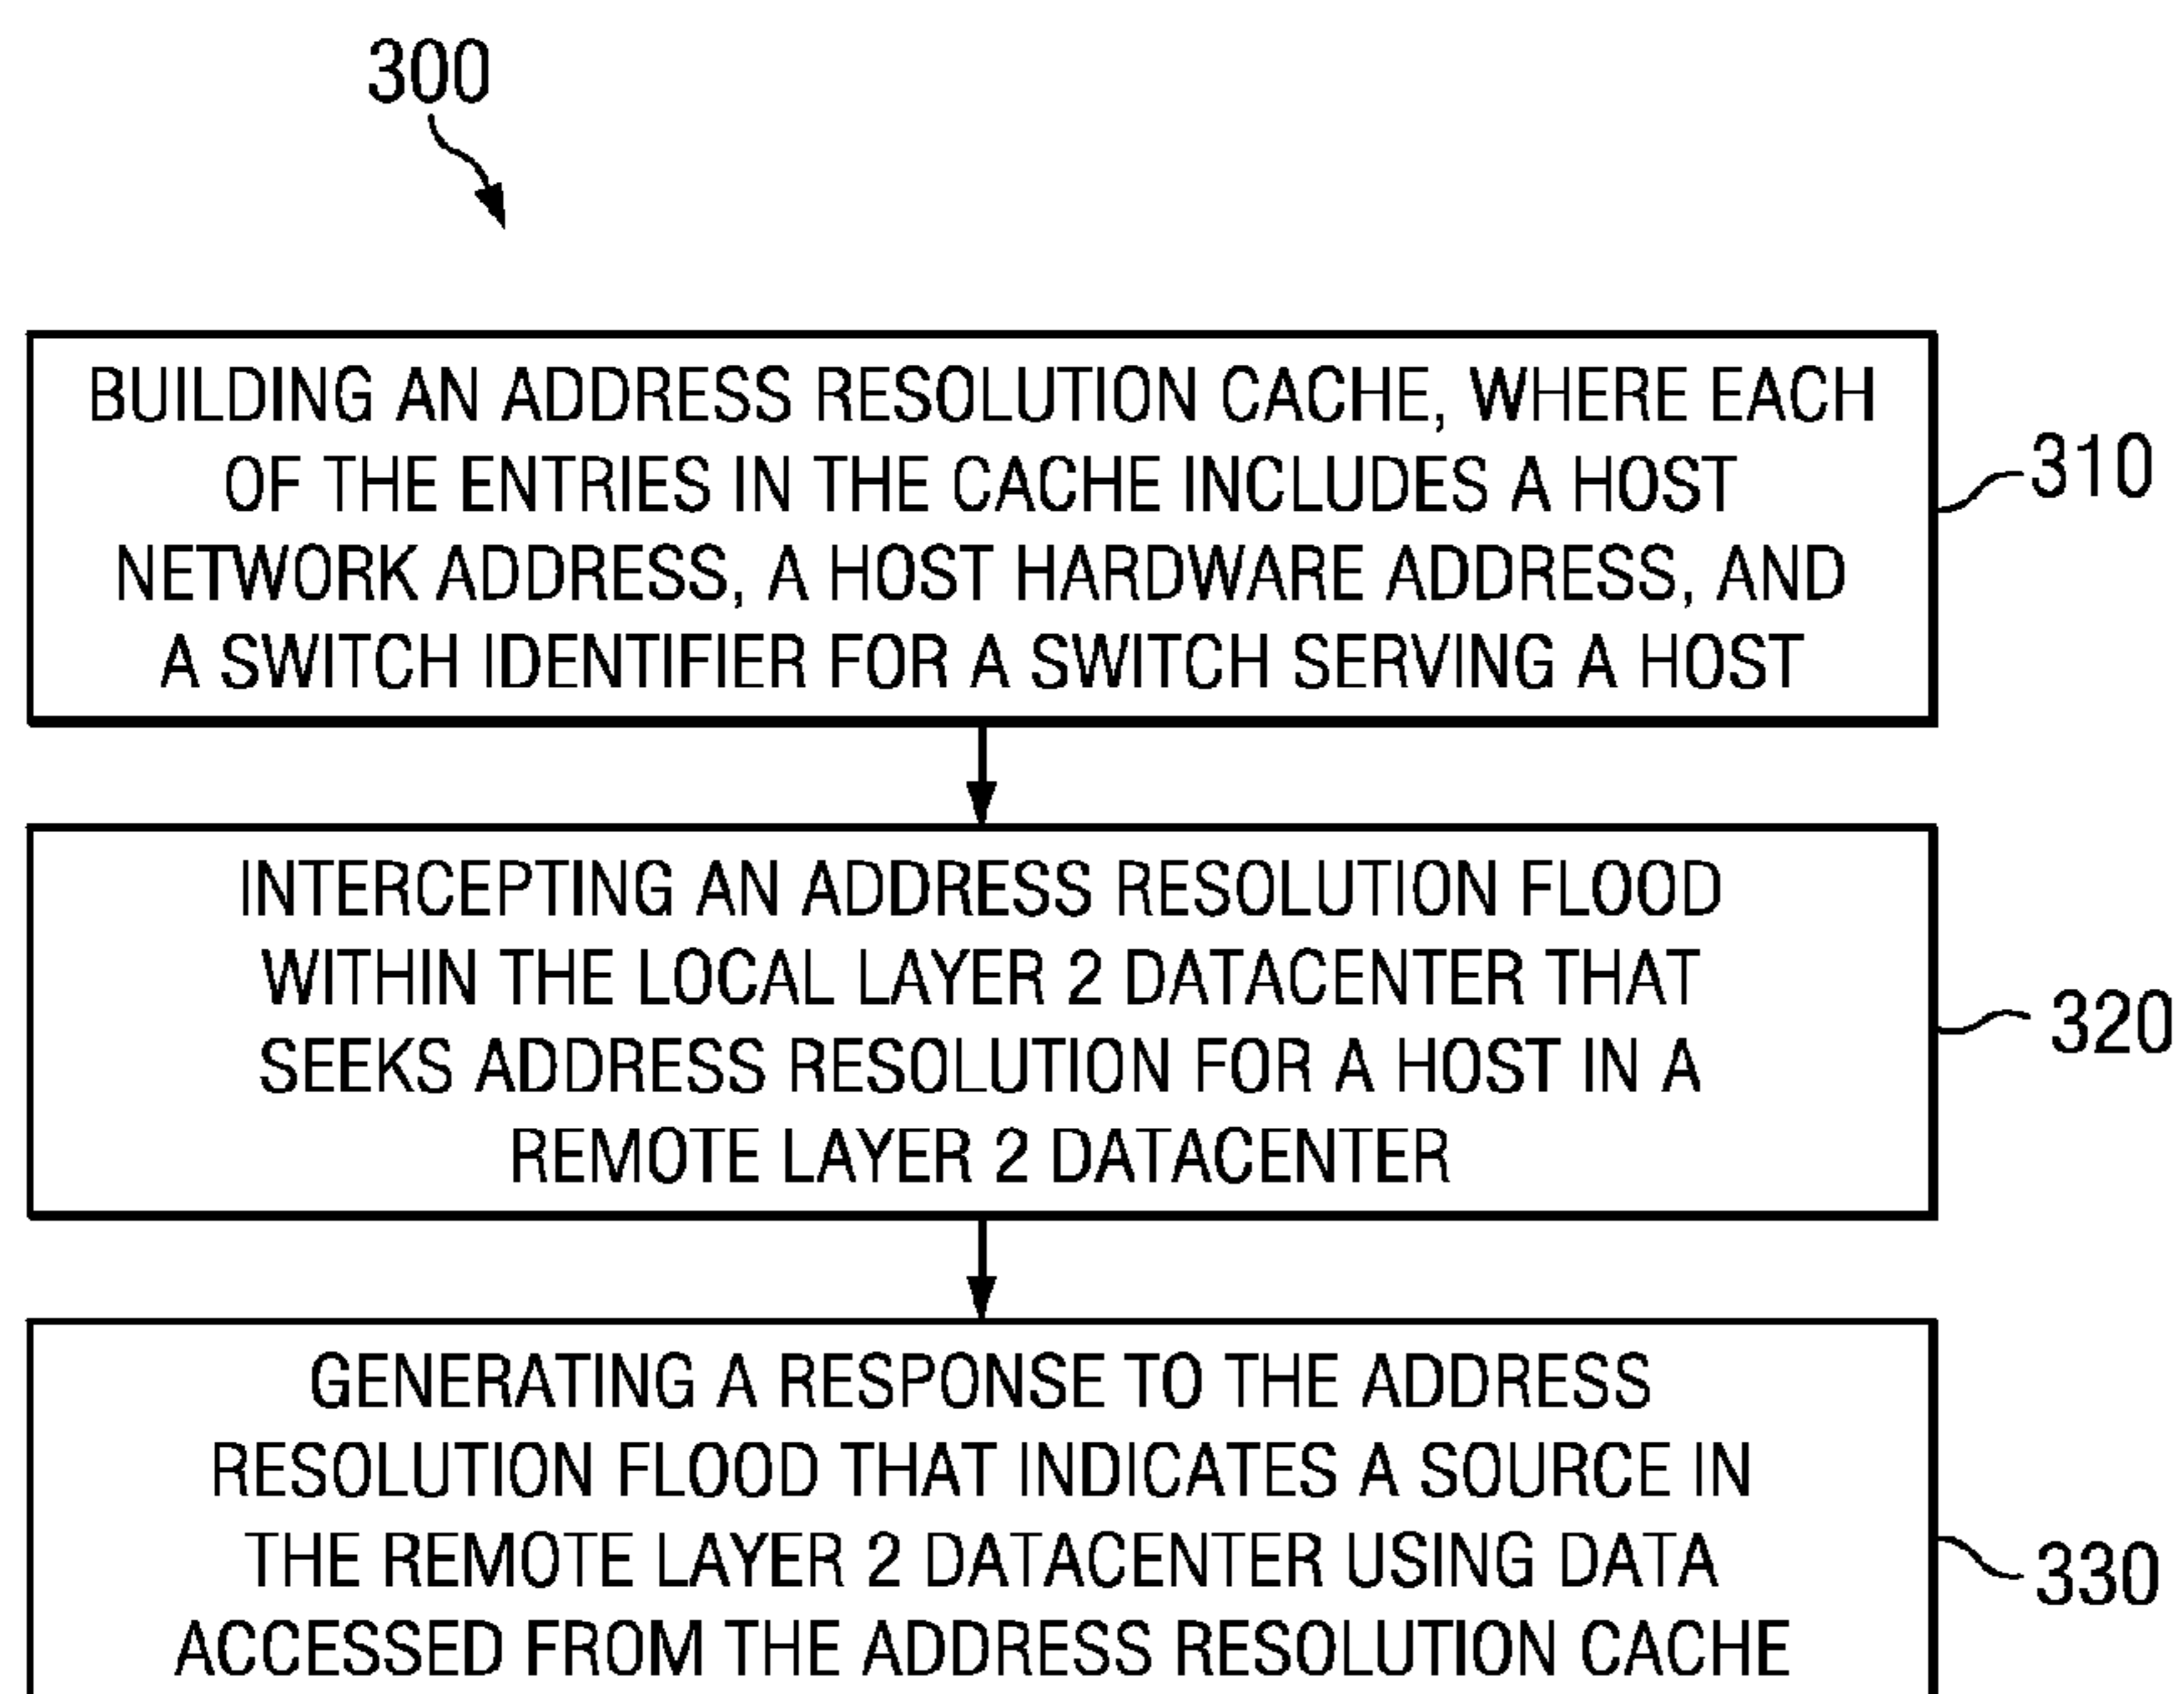 300
BUILDING AN ADDRESS RESOLUTION CACHE, WHERE EACH
OF THE ENTRIES IN THE CACHE INCLUDES A HOST
NETWORK ADDRESS, A HOST HARDWARE ADDRESS, AND
A SWITCH IDENTIFIER FOR A SWITCH SERVING A HOST
310
INTERCEPTING AN ADDRESS RESOLUTION FLOOD
WITHIN THE LOCAL LAYER 2 DATACENTER THAT
SEEKS ADDRESS RESOLUTION FOR A HOST IN A
REMOTE LAYER 2 DATACENTER
320
GENERATING A RESPONSE TO THE ADDRESS
RESOLUTION FLOOD THAT INDICATES A SOURCE IN
THE REMOTE LAYER 2 DATACENTER USING DATA
ACCESSED FROM THE ADDRESS RESOLUTION CACHE
330